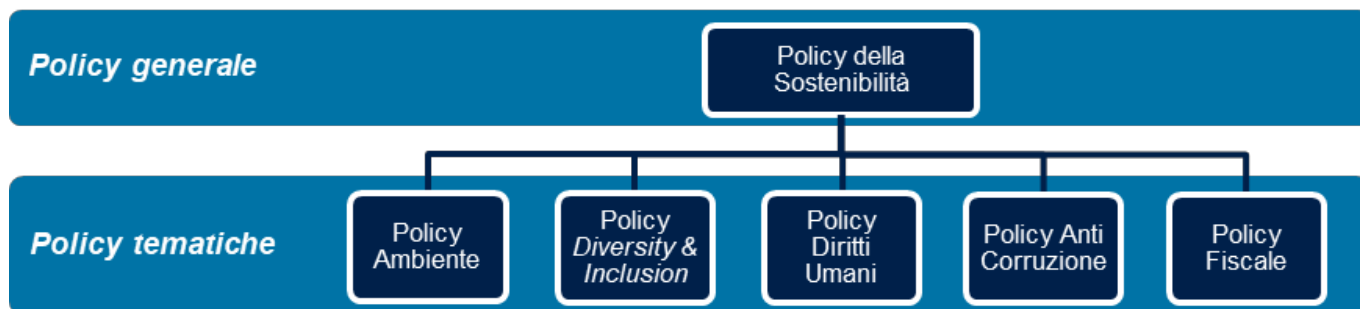 Policy generale
Policy della
Sostenibilità
Policy tematiche
Policy
Ambiente
Policy
Diversity &
Inclusion
Policy
Diritti
Umani
Policy Anti
Corruzione
Policy
Fiscale